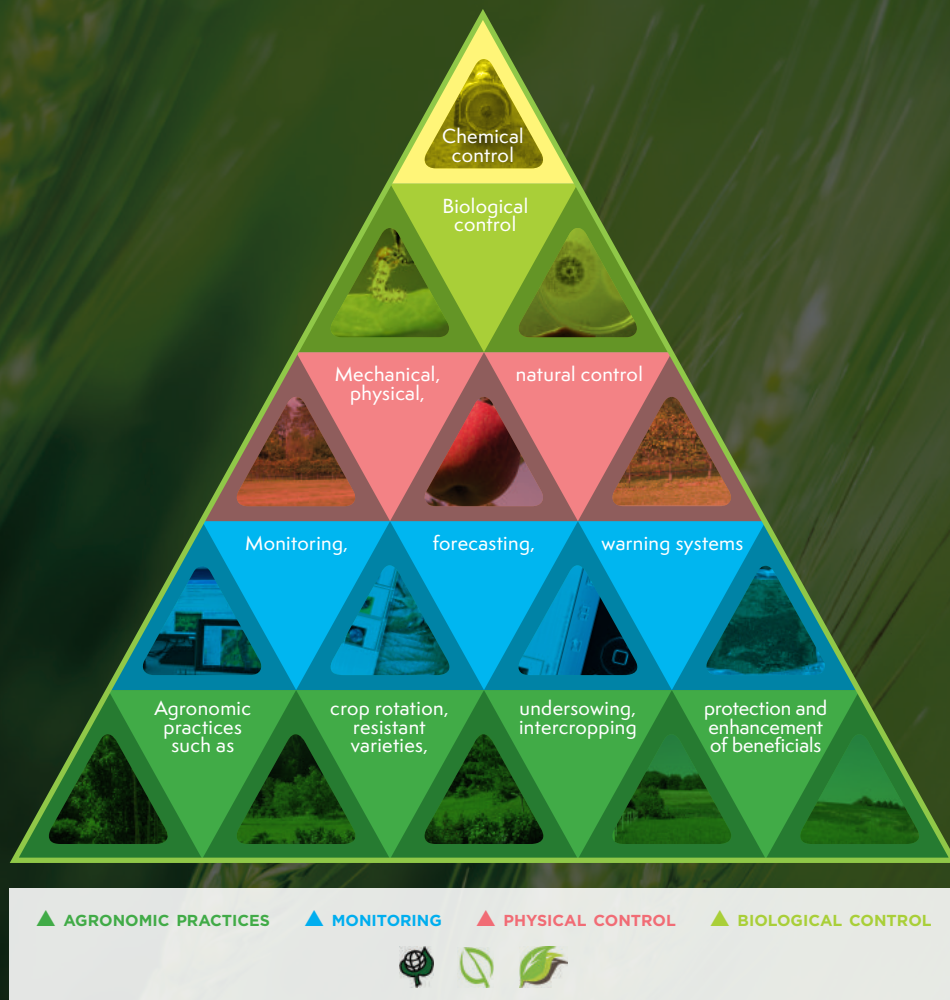 Chemical
control
Biological
control
Mechanical,
physical,
natural control
Monitoring,
forecasting,
warning systems
Agronomic
practices
such as
crop rotation,
resistant
varieties,
undersowing,
intercropping
protection and
enhancement
of beneficials
AGRONOMIC PRACTICES
MONITORING
PHYSICAL CONTROL
BIOLOGICAL CONTROL